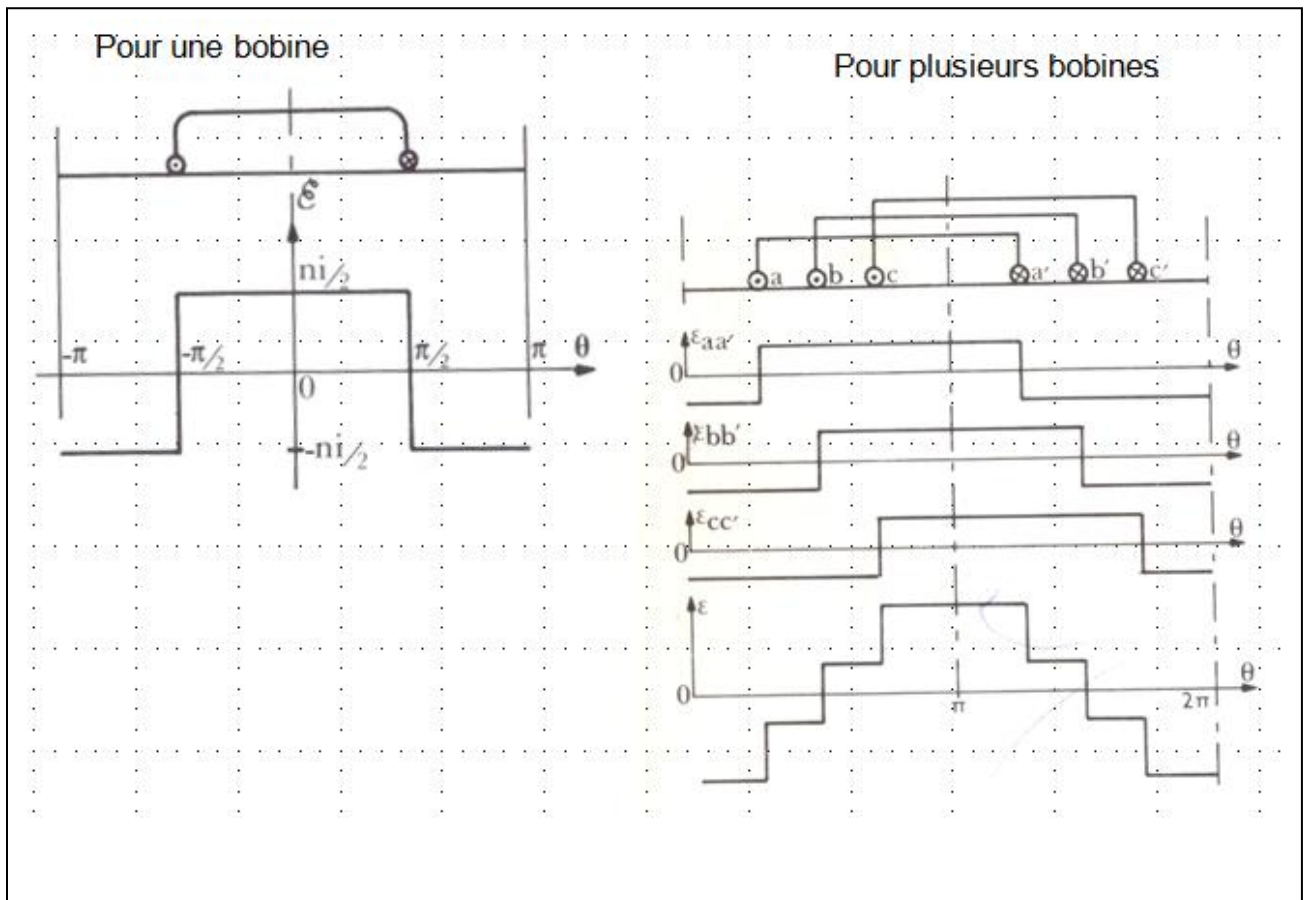 Pour une bobine
ℰ
ni/2
-π
-π/2
0
π/2
π
θ
-ni/2
Pour plusieurs bobines
a
b
c
a′
b′
c′
εaa′
0
θ
εbb′
0
θ
εcc′
0
θ
ε
0
π
2π
θ